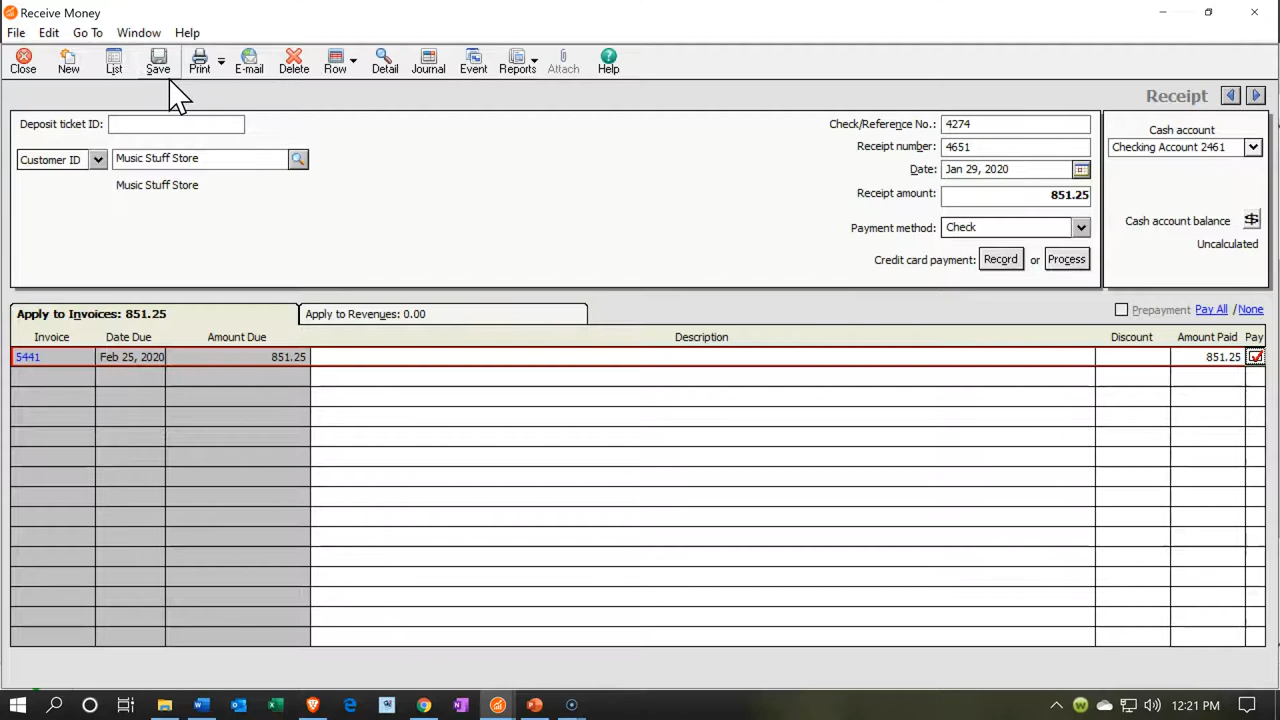 Receive Money
File Edit Go To Window Help
Close New List Save Print E-mail Delete Row Detail Journal Event Reports Attach Help
Receipt
Deposit ticket ID:
Customer ID Music Stuff Store
Music Stuff Store
Check/Reference No.: 4274
Receipt number: 4651
Date: Jan 29, 2020
Receipt amount: 851.25
Payment method: Check
Credit card payment: Record or Process
Cash account
Checking Account 2461
Cash account balance
Uncalculated
Apply to Invoices: 851.25 Apply to Revenues: 0.00 Prepayment Pay All /None
Invoice Date Due Amount Due Description Discount Amount Paid Pay
5441 Feb 25, 2020 851.25 851.25
12:21 PM